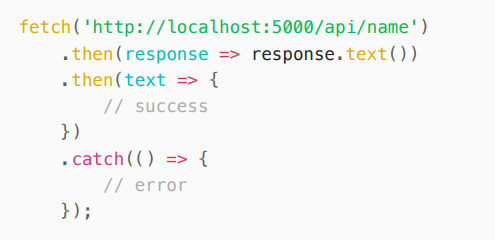 fetch('http://localhost:5000/api/name')
    .then(response => response.text())
    .then(text => {
        // success
    })
    .catch(() => {
        // error
    });